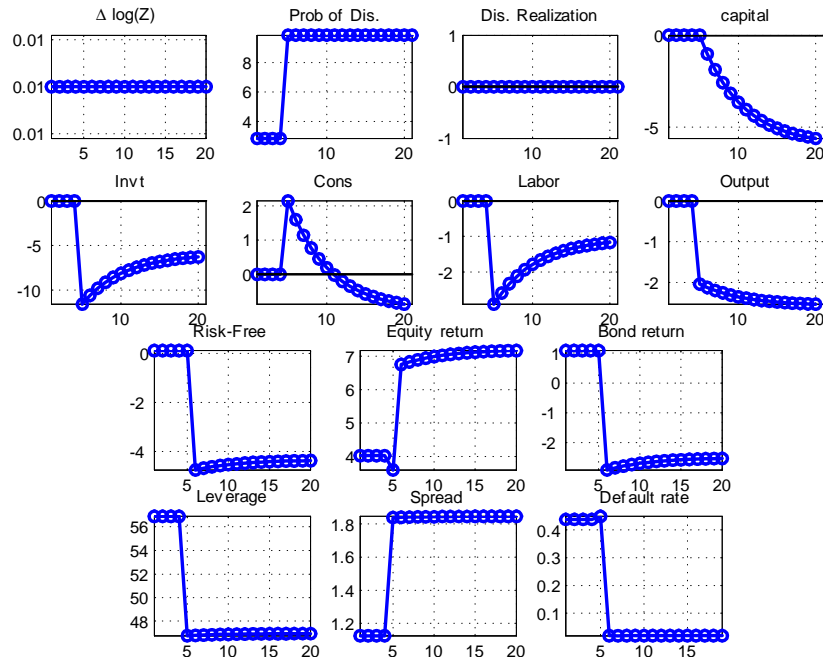 Δ log(Z) Prob of Dis. Dis. Realization capital
0.01 0.01 0.01 5 10 15 20
8 6 4 10 20
1 0 -1 10 20
0 -5 10 20
Invt Cons Labor Output
0 -5 -10 10 20
2 1 0 10 20
0 -1 -2 10 20
0 -1 -2 10 20
Risk-Free Equity return Bond return
0 -2 -4 5 10 15 20
7 6 5 4 5 10 15 20
1 0 -1 -2 5 10 15 20
Leverage Spread Default rate
56 54 52 50 48 5 10 15 20
1.8 1.6 1.4 1.2 5 10 15 20
0.4 0.3 0.2 0.1 5 10 15 20